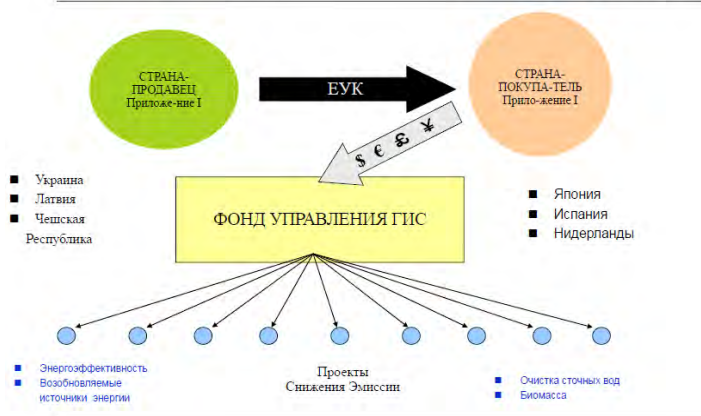 СТРАНА-
ПРОДАВЕЦ
Приложе-ние I
ЕУК
СТРАНА-
ПОКУПА-ТЕЛЬ
Прило-жение I
$ € £ ¥
Украина
Латвия
Чешская
Республика
ФОНД УПРАВЛЕНИЯ ГИС
Япония
Испания
Нидерланды
Энергоэффективность
Возобновляемые
источники энергии
Проекты
Снижения Эмиссии
Очистка сточных вод
Биомасса